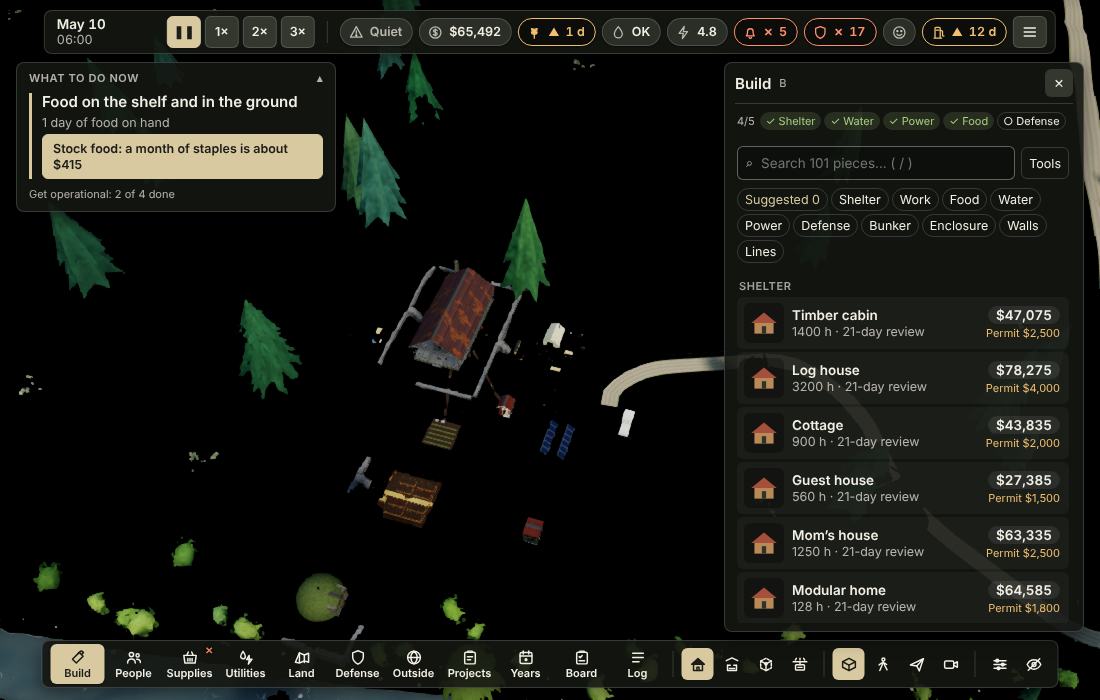 May 10
06:00
1×
2×
3×
Quiet
$65,492
▲ 1 d
OK
4.8
× 5
× 17
▲ 12 d
WHAT TO DO NOW
Food on the shelf and in the ground
1 day of food on hand
Stock food: a month of staples is about
$415
Get operational: 2 of 4 done
Build B
4/5 ✓ Shelter ✓ Water ✓ Power ✓ Food Defense
Search 101 pieces... ( / )
Tools
Suggested 0 Shelter Work Food Water
Power Defense Bunker Enclosure Walls
Lines
SHELTER
Timber cabin $47,075
1400 h · 21-day review Permit $2,500
Log house $78,275
3200 h · 21-day review Permit $4,000
Cottage $43,835
900 h · 21-day review Permit $2,000
Guest house $27,385
560 h · 21-day review Permit $1,500
Mom’s house $63,335
1250 h · 21-day review Permit $2,500
Modular home $64,585
128 h · 21-day review Permit $1,800
Build People Supplies Utilities Land Defense Outside Projects Years Board Log